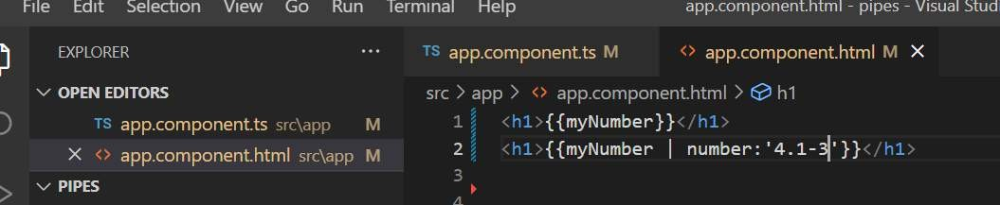 File Edit Selection View Go Run Terminal Help app.component.html - pipes - Visual Studi
EXPLORER ...
TS app.component.ts M <> app.component.html M ×
OPEN EDITORS
src > app > <> app.component.html > h1
TS app.component.ts src\app M
1 <h1>{{myNumber}}</h1>
× <> app.component.html src\app M
2 <h1>{{myNumber | number:'4.1-3'}}</h1>
PIPES
3
4